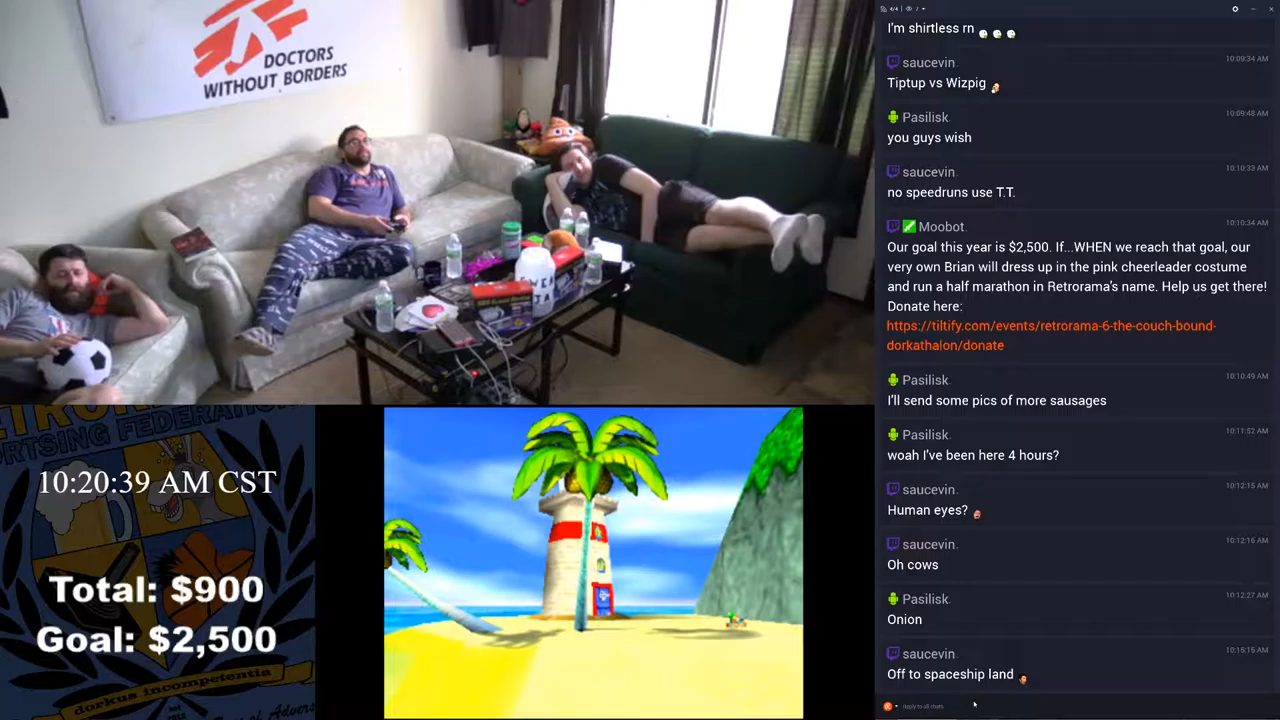 DOCTORS
WITHOUT BORDERS
10:20:39 AM CST
Total: $900
Goal: $2,500
dorkus incompetentia
I'm shirtless rn
saucevin. 10:09:34 AM
Tiptup vs Wizpig
Pasilisk. 10:09:48 AM
you guys wish
saucevin. 10:10:33 AM
no speedruns use T.T.
Moobot. 10:10:34 AM
Our goal this year is $2,500. If...WHEN we reach that goal, our
very own Brian will dress up in the pink cheerleader costume
and run a half marathon in Retrorama's name. Help us get there!
Donate here:
https://tiltify.com/events/retrorama-6-the-couch-bound-
dorkathalon/donate
Pasilisk. 10:10:49 AM
I'll send some pics of more sausages
Pasilisk. 10:11:52 AM
woah I've been here 4 hours?
saucevin. 10:12:15 AM
Human eyes?
saucevin. 10:12:16 AM
Oh cows
Pasilisk. 10:12:27 AM
Onion
saucevin. 10:15:15 AM
Off to spaceship land
reply to all chats